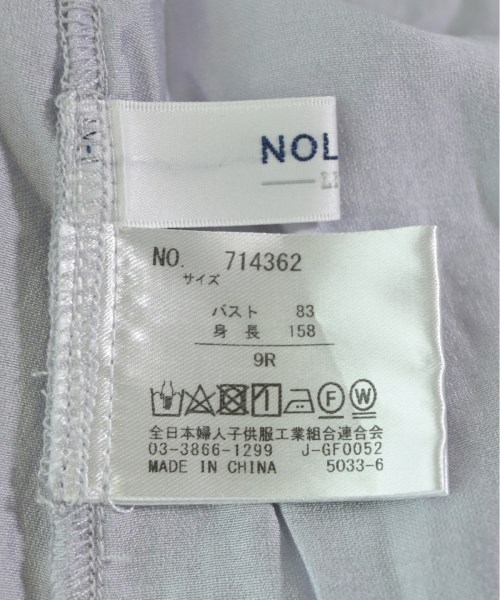 NOL
NO. 714362
サイズ
バスト 83
身長 158
9R
F W
全日本婦人子供服工業組合連合会
03-3866-1299 J-GF0052
MADE IN CHINA 5033-6